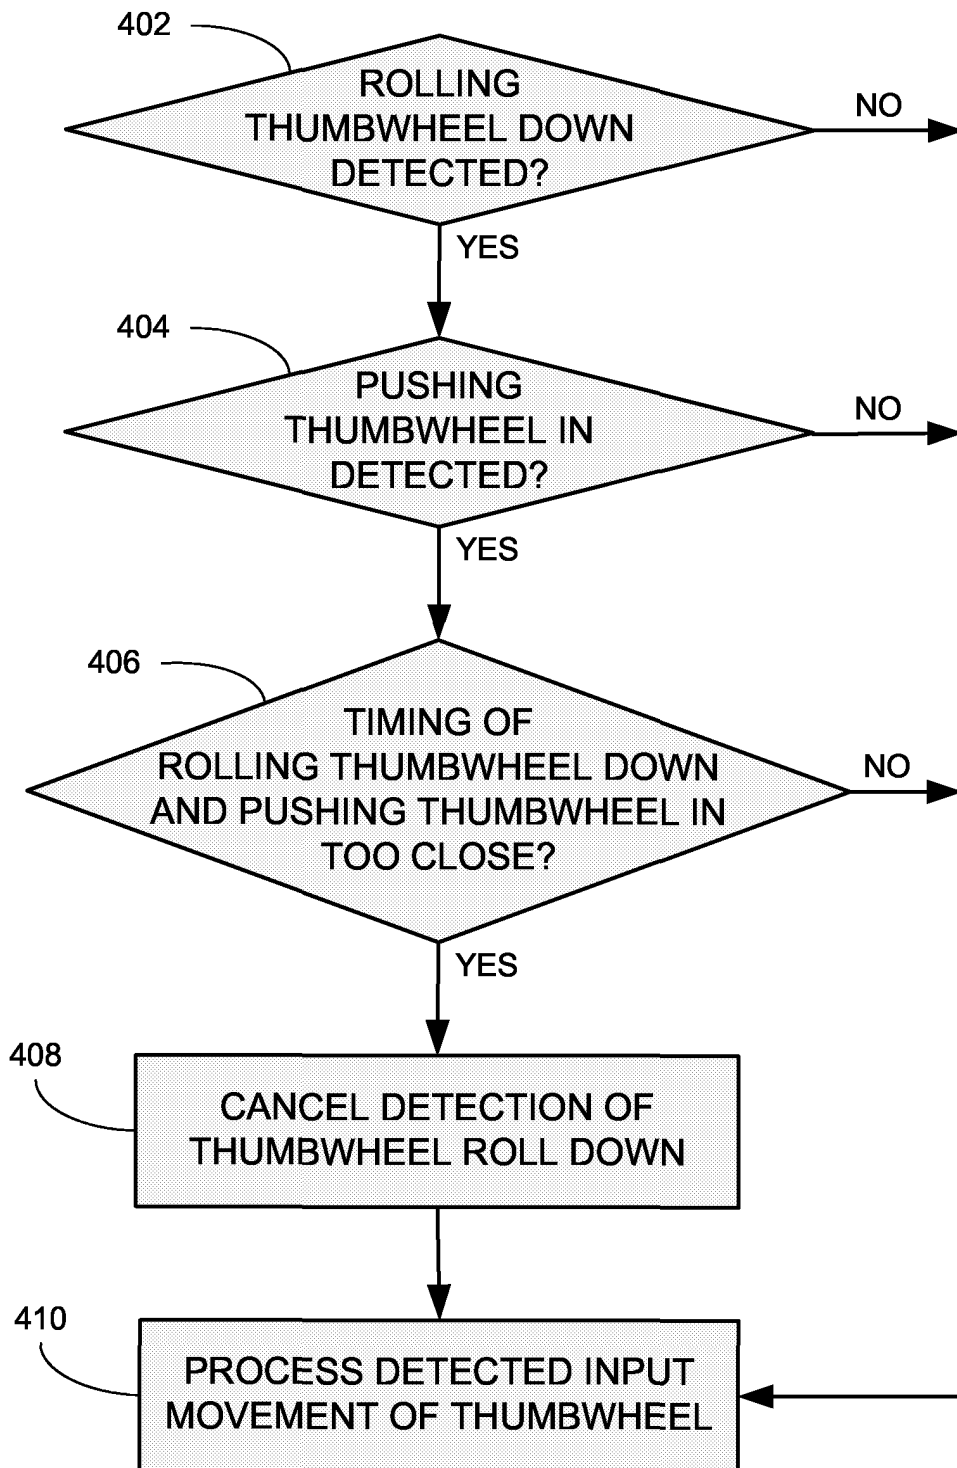 402
ROLLING
THUMBWHEEL DOWN
DETECTED?
NO
YES
404
PUSHING
THUMBWHEEL IN
DETECTED?
NO
YES
406
TIMING OF
ROLLING THUMBWHEEL DOWN
AND PUSHING THUMBWHEEL IN
TOO CLOSE?
NO
YES
408
CANCEL DETECTION OF
THUMBWHEEL ROLL DOWN
410
PROCESS DETECTED INPUT
MOVEMENT OF THUMBWHEEL